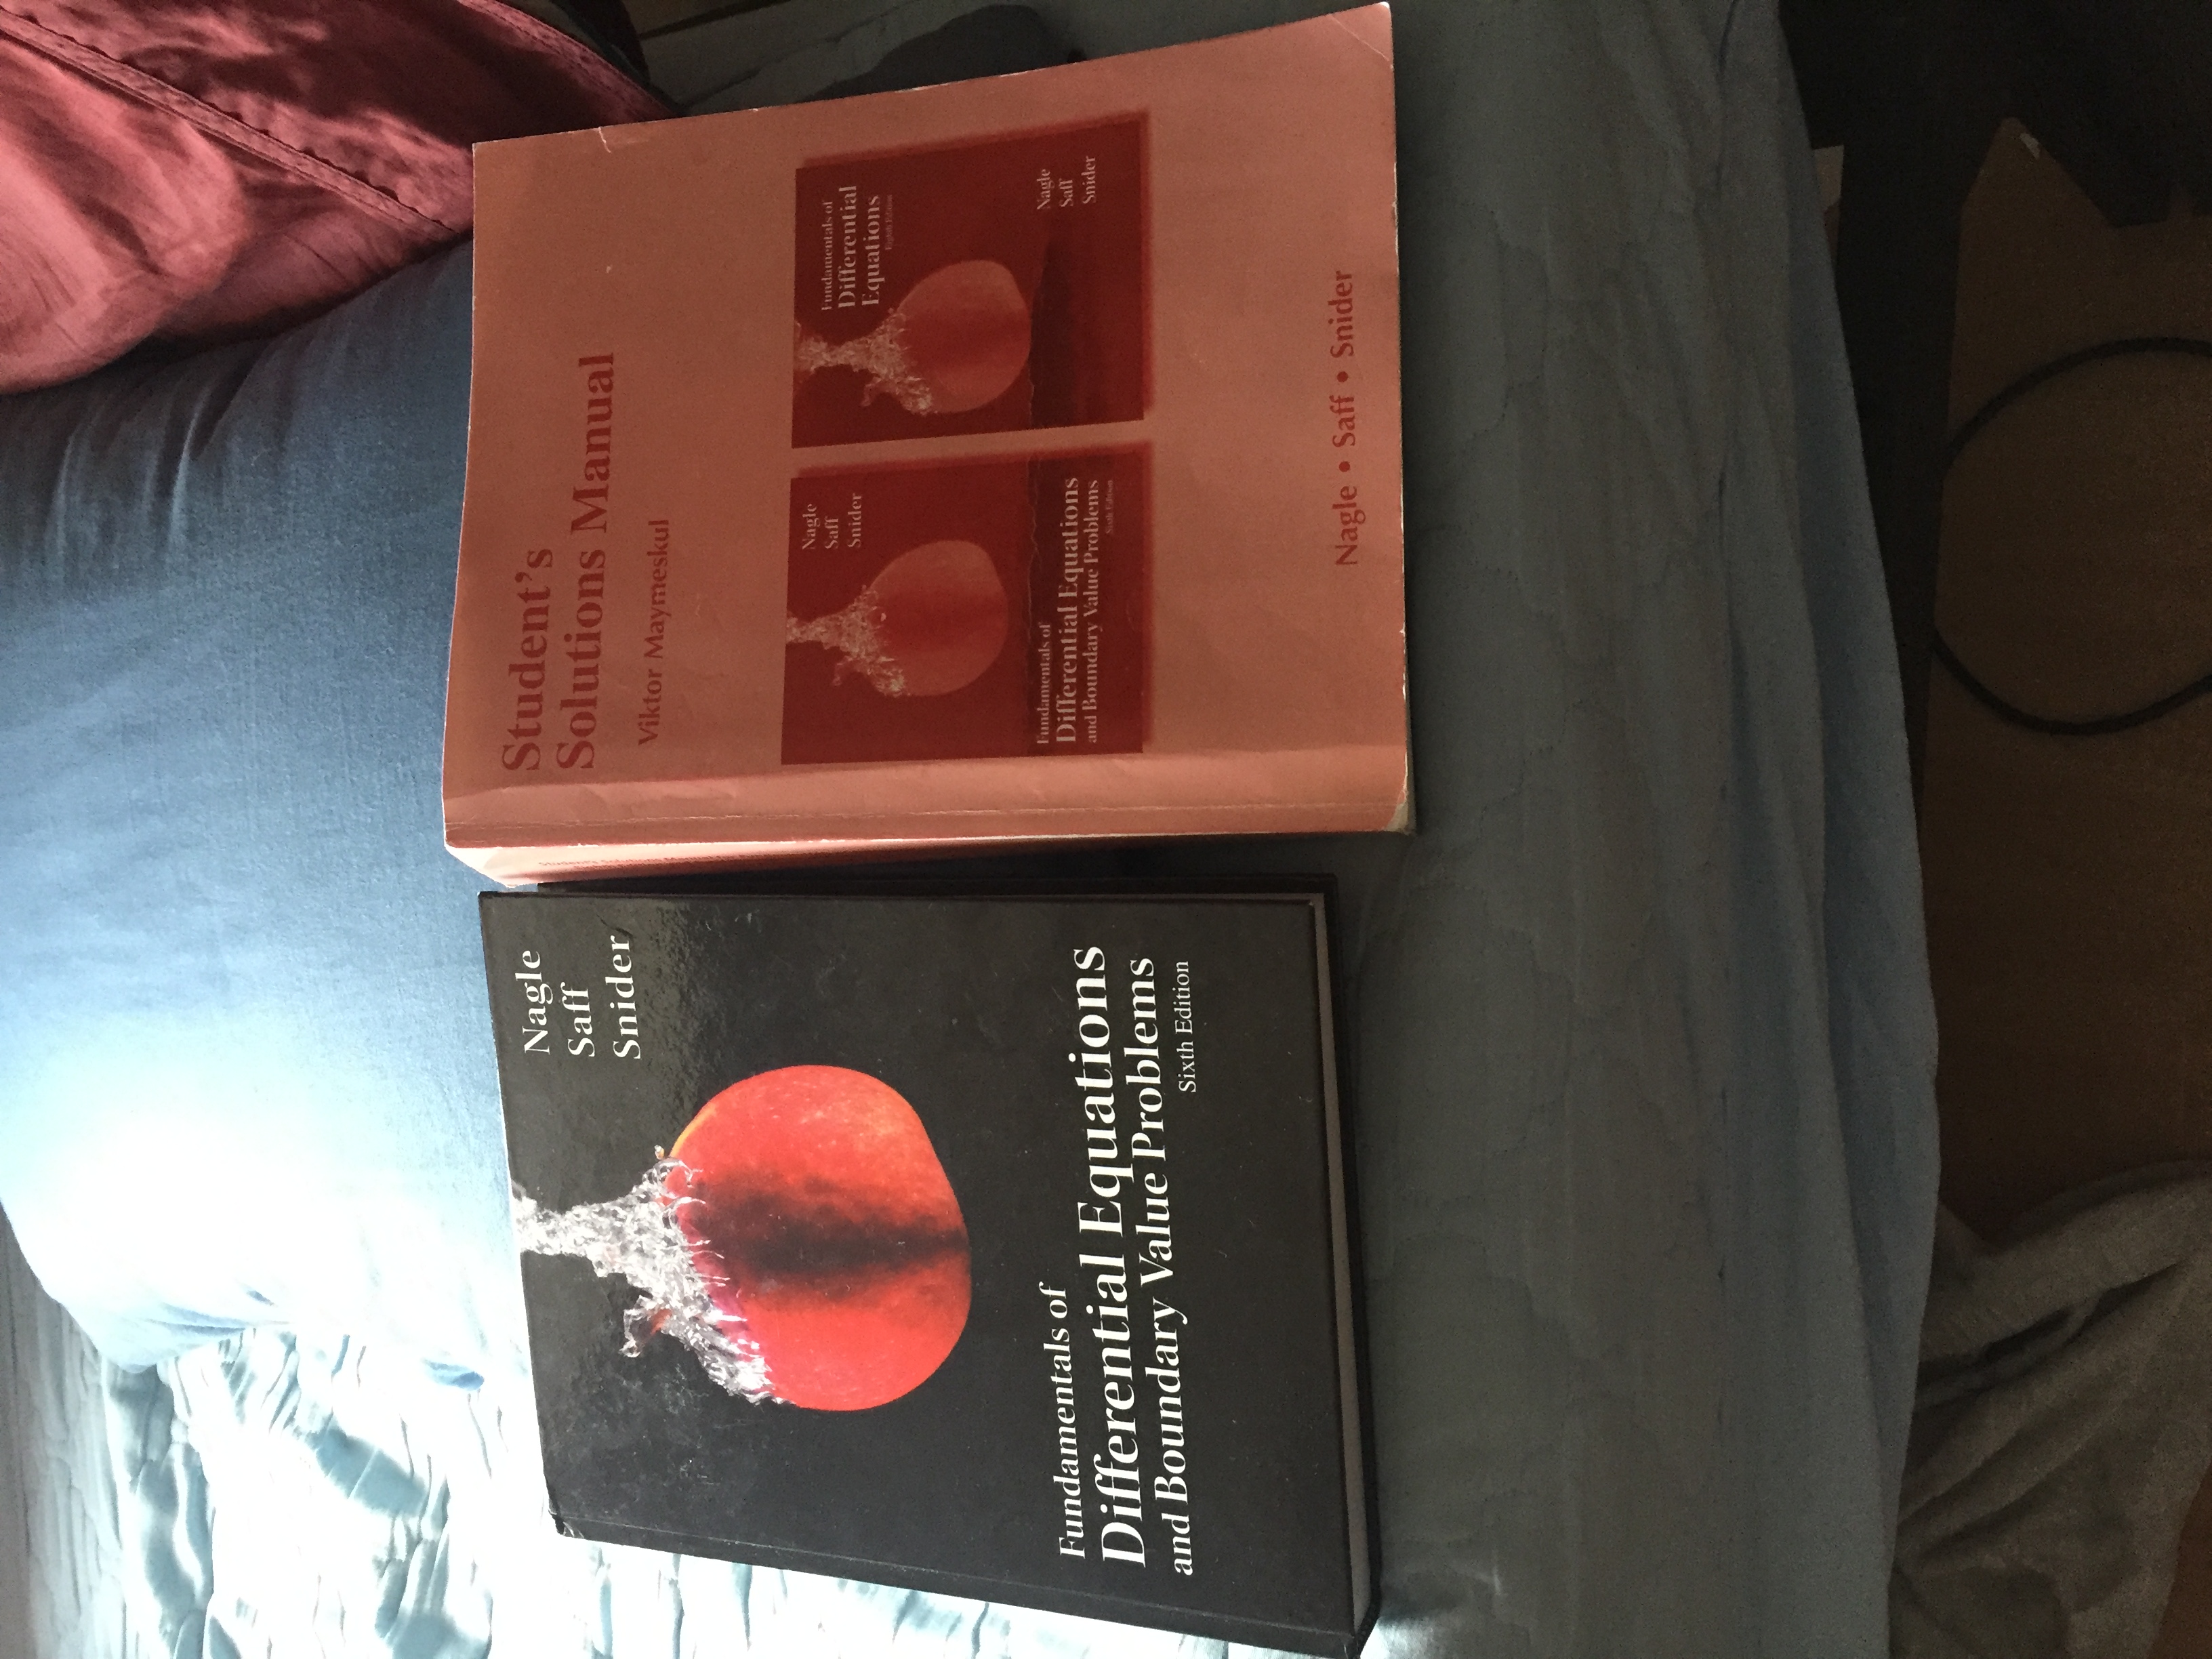 Nagle
Saff
Snider
Fundamentals of
Differential Equations
and Boundary Value Problems
Sixth Edition
Student's
Solutions Manual
Viktor Maymeskul
Nagle
Saff
Snider
Fundamentals of
Differential Equations
and Boundary Value Problems
Sixth Edition
Fundamentals of
Differential
Equations
Eighth Edition
Nagle
Saff
Snider
Nagle • Saff • Snider